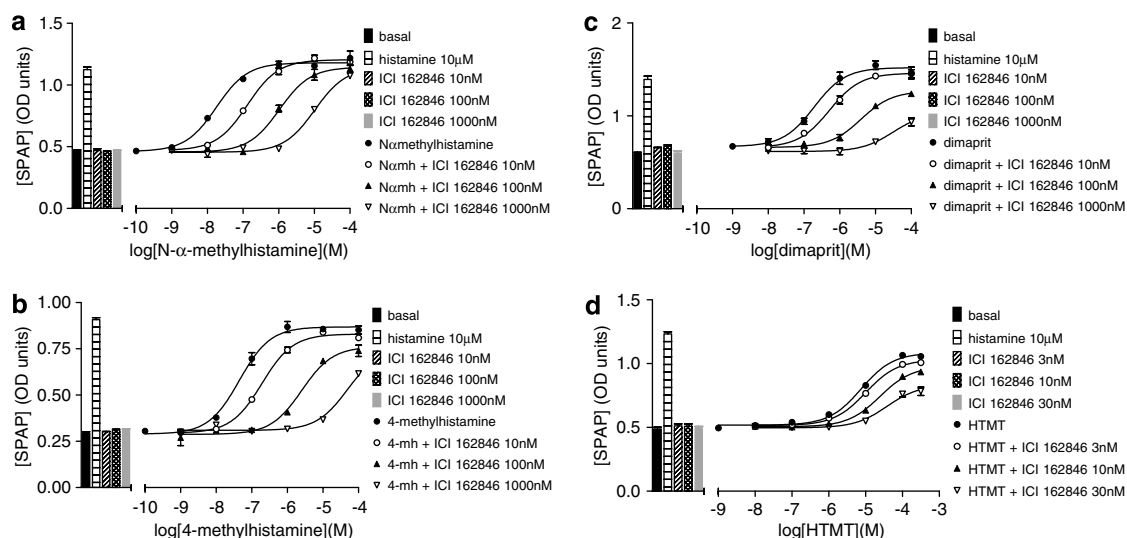 a
1.5
1.0
0.5
0.0
[SPAP] (OD units)
-10 -9 -8 -7 -6 -5 -4
log[N-α-methylhistamine](M)
basal
histamine 10μM
ICI 162846 10nM
ICI 162846 100nM
ICI 162846 1000nM
Nαmethylhistamine
Nαmh + ICI 162846 10nM
Nαmh + ICI 162846 100nM
Nαmh + ICI 162846 1000nM
c
2
1
0
[SPAP] (OD units)
-10 -9 -8 -7 -6 -5 -4
log[dimaprit](M)
basal
histamine 10μM
ICI 162846 10nM
ICI 162846 100nM
ICI 162846 1000nM
dimaprit
dimaprit + ICI 162846 10nM
dimaprit + ICI 162846 100nM
dimaprit + ICI 162846 1000nM
b
1.00
0.75
0.50
0.25
0.00
[SPAP] (OD units)
-10 -9 -8 -7 -6 -5 -4
log[4-methylhistamine](M)
basal
histamine 10μM
ICI 162846 10nM
ICI 162846 100nM
ICI 162846 1000nM
4-methylhistamine
4-mh + ICI 162846 10nM
4-mh + ICI 162846 100nM
4-mh + ICI 162846 1000nM
d
1.5
1.0
0.5
0.0
[SPAP] (OD units)
-9 -8 -7 -6 -5 -4 -3
log[HTMT](M)
basal
histamine 10μM
ICI 162846 3nM
ICI 162846 10nM
ICI 162846 30nM
HTMT
HTMT + ICI 162846 3nM
HTMT + ICI 162846 10nM
HTMT + ICI 162846 30nM